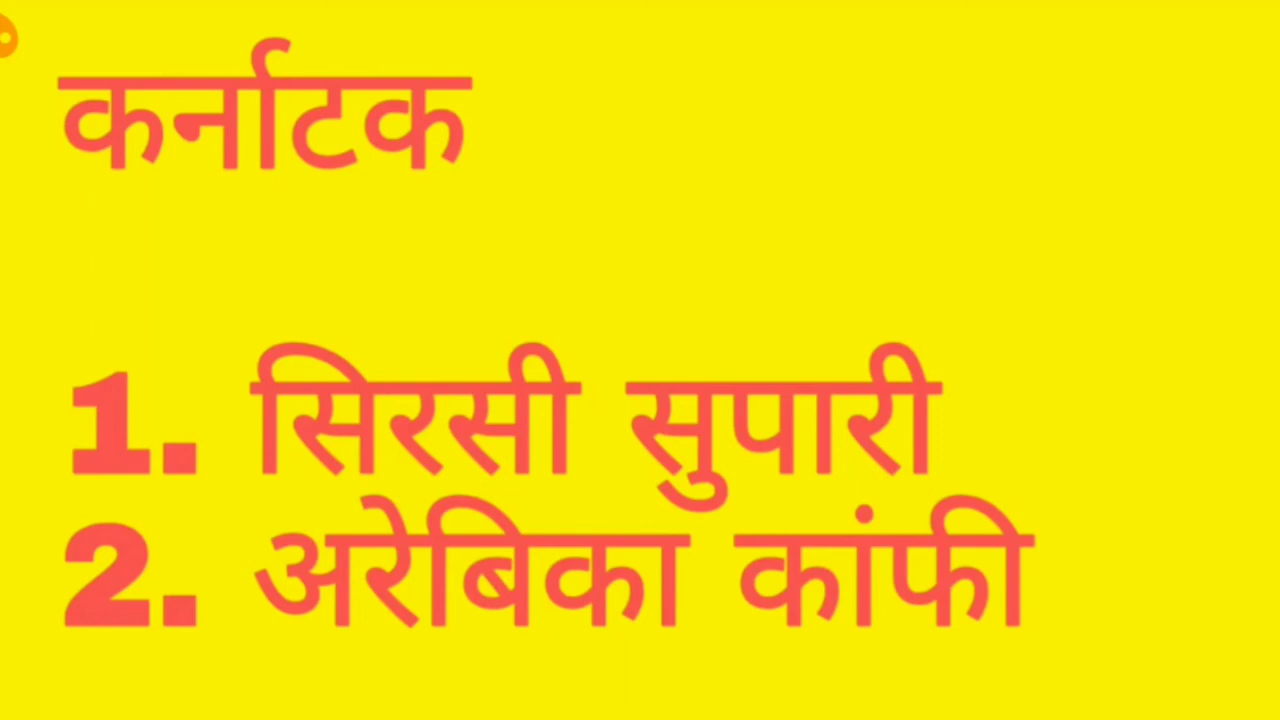 कर्नाटक
1. सिरसी सुपारी
2. अरेबिका कांफी